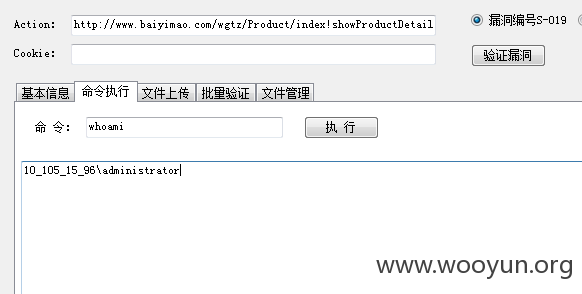 Action: http://www.baiyimao.com/wgtz/Product/index!showProductDetail 漏洞编号S-019
Cookie: 验证漏洞
基本信息 命令执行 文件上传 批量验证 文件管理
命 令: whoami 执 行
10_105_15_96\administrator
www.wooyun.org